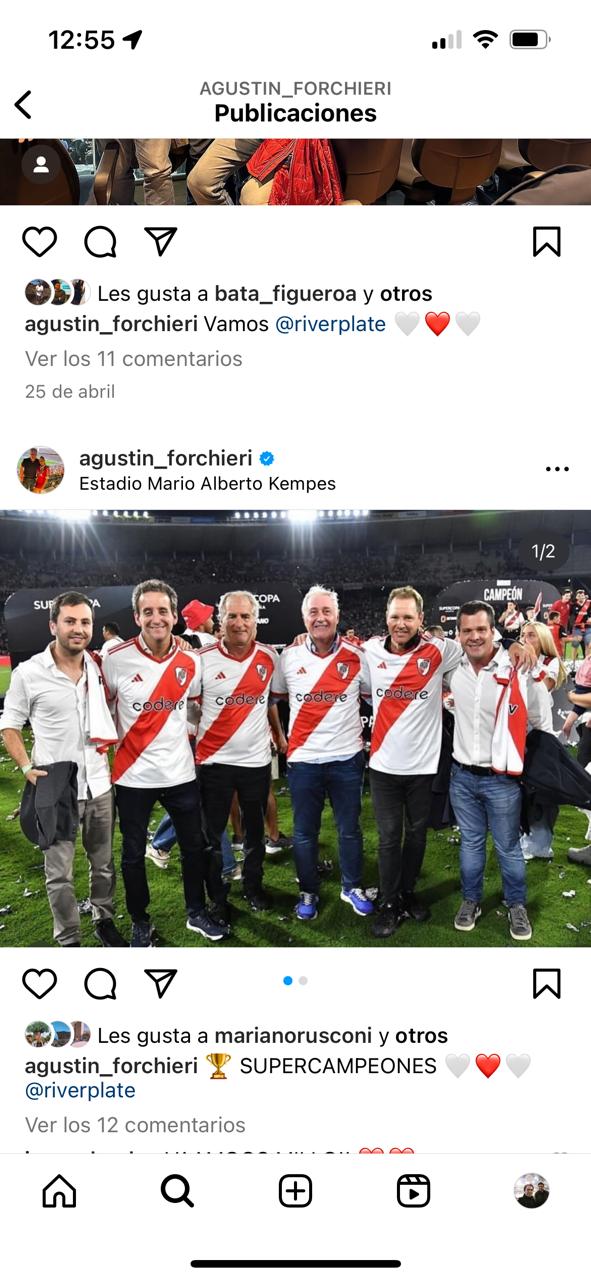 12:55
AGUSTIN_FORCHIERI
Publicaciones
Les gusta a bata_figueroa y otros
agustin_forchieri Vamos @riverplate 🤍❤️🤍
Ver los 11 comentarios
25 de abril
agustin_forchieri
Estadio Mario Alberto Kempes
1/2
CAMPEÓN
SUPERCOPA
codere
codere
codere
codere
Les gusta a marianorusconi y otros
agustin_forchieri 🏆 SUPERCAMPEONES 🤍❤️🤍
@riverplate
Ver los 12 comentarios